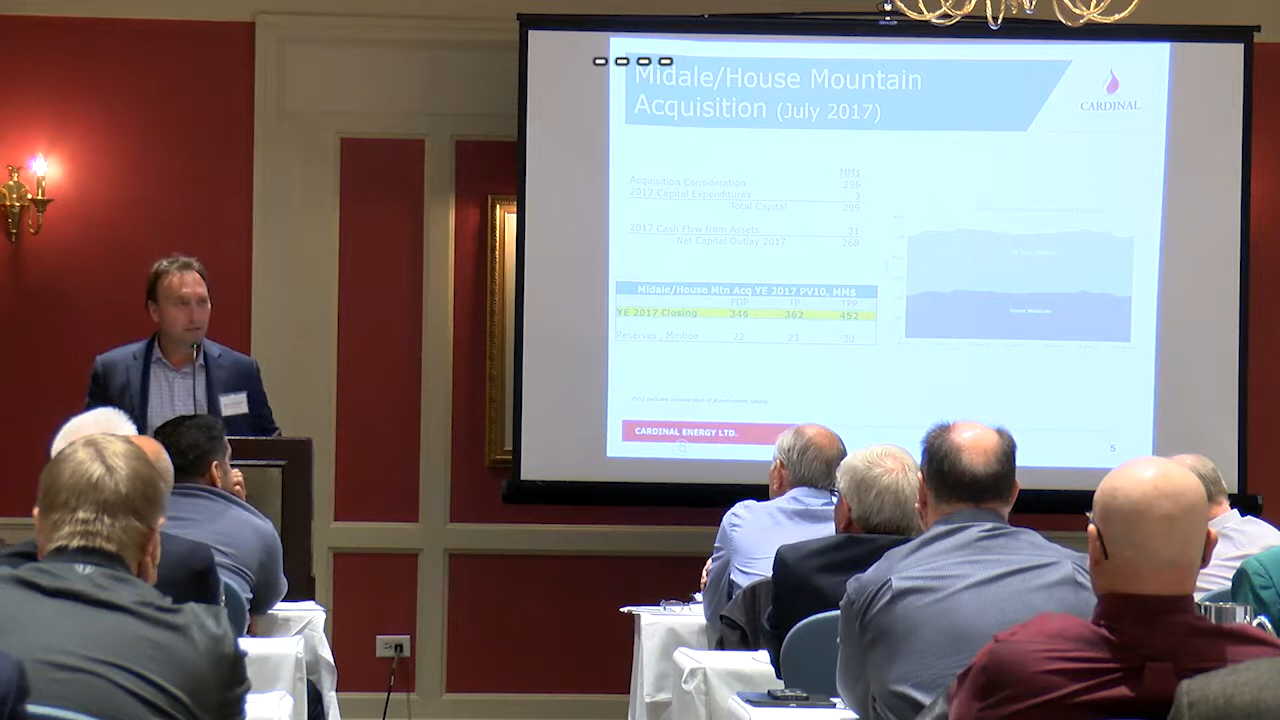 Midale/House Mountain
Acquisition (July 2017)
CARDINAL
MM$
Acquisition Consideration 296
2017 Capital Expenditures 3
Total Capital 299
2017 Cash Flow from Assets 31
Net Capital Outlay 2017 268
Midale/House Mtn Acq YE 2017 PV10, MM$
PDP TP TPP
YE 2017 Closing 346 362 452
Reserves, Mmboe 22 23 30
House Mountain
CARDINAL ENERGY LTD.
5